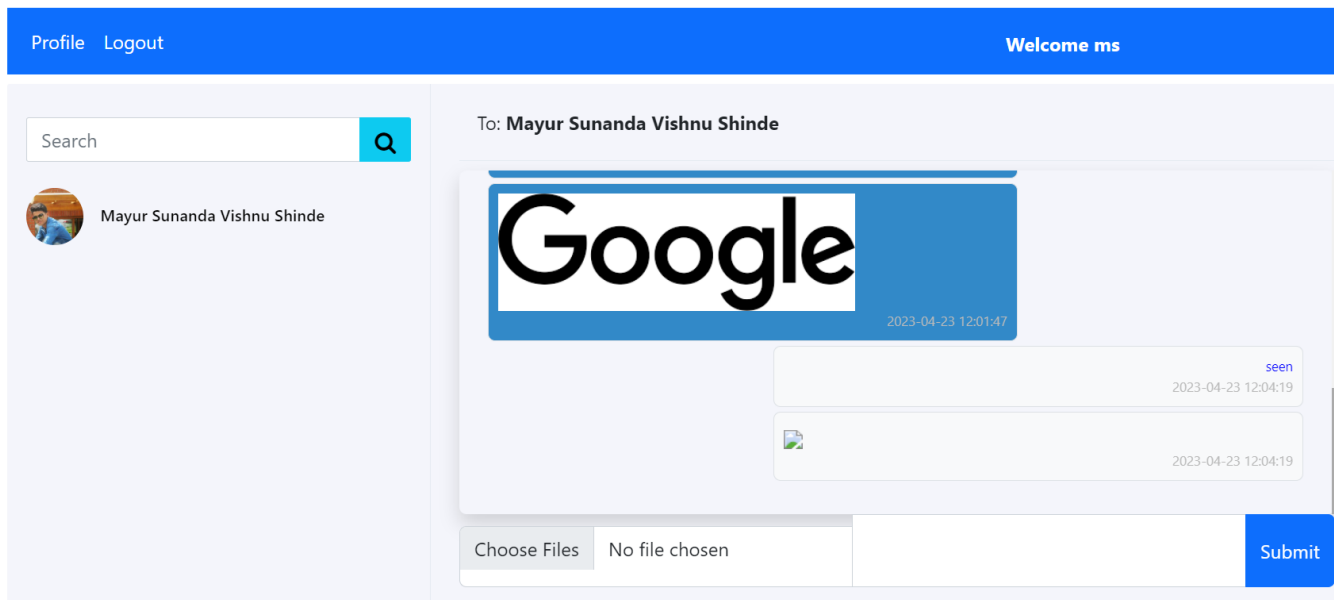 Profile Logout Welcome ms
Search
Mayur Sunanda Vishnu Shinde
To: Mayur Sunanda Vishnu Shinde
Google
2023-04-23 12:01:47
seen
2023-04-23 12:04:19
2023-04-23 12:04:19
Choose Files No file chosen Submit